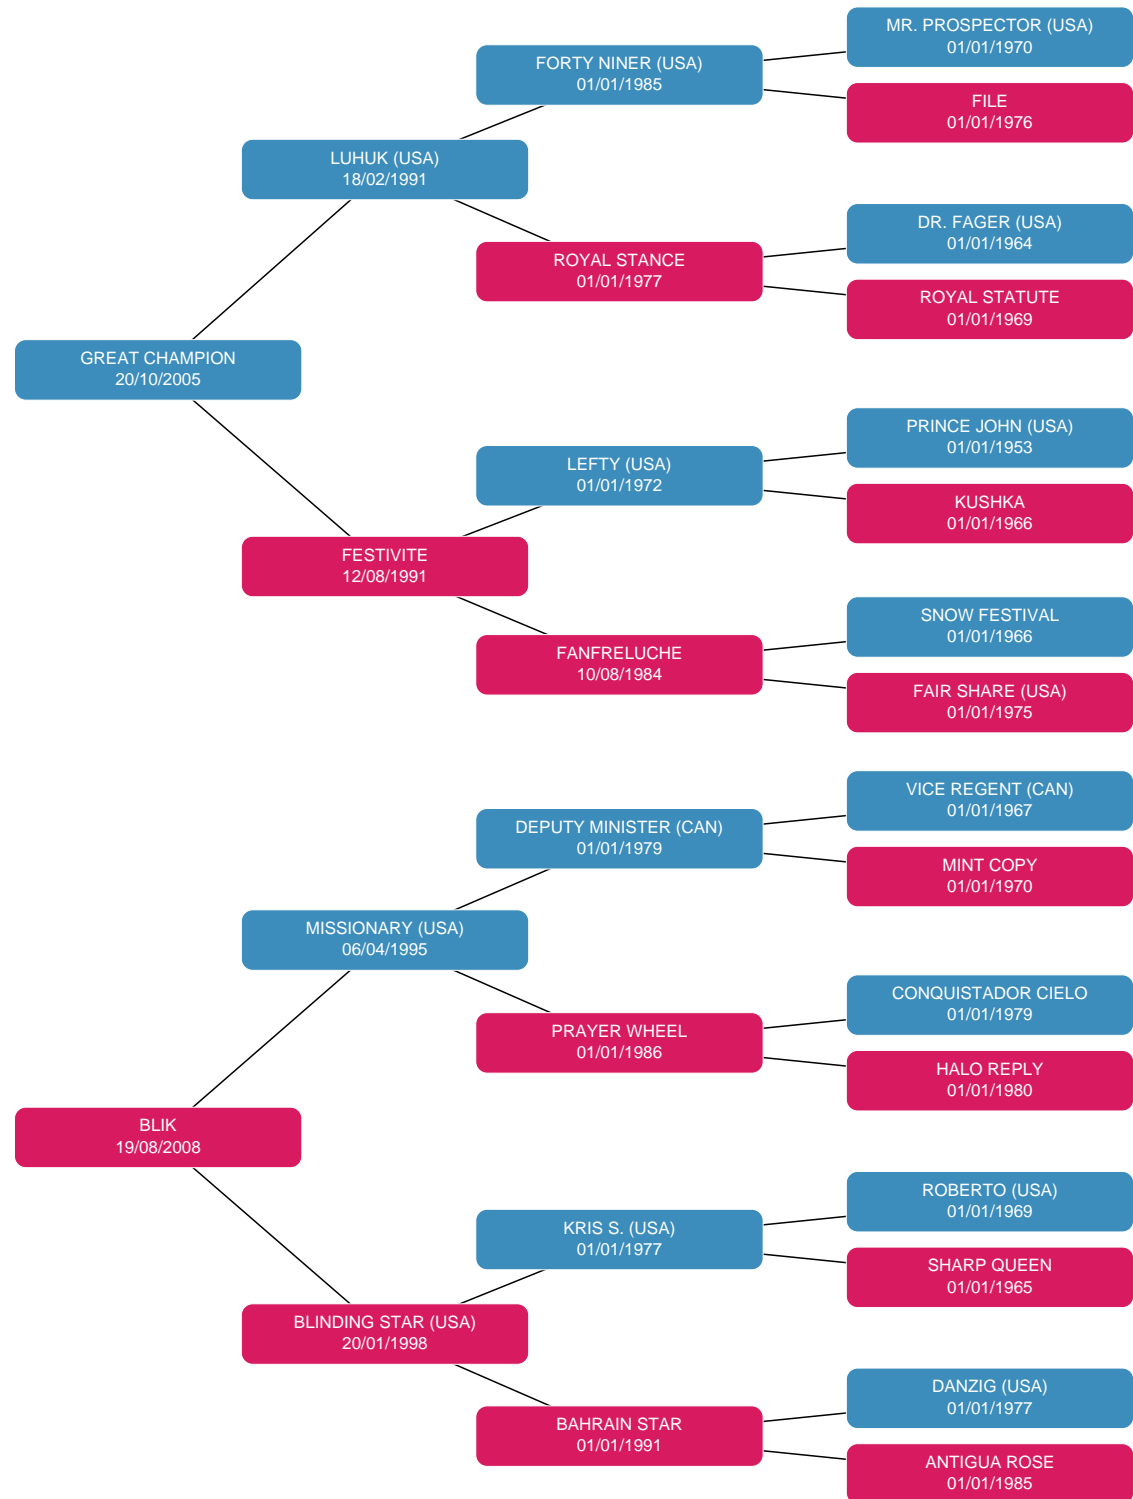 MR. PROSPECTOR (USA)
01/01/1970
FORTY NINER (USA)
01/01/1985
FILE
01/01/1976
LUHUK (USA)
18/02/1991
DR. FAGER (USA)
01/01/1964
ROYAL STANCE
01/01/1977
ROYAL STATUTE
01/01/1969
GREAT CHAMPION
20/10/2005
PRINCE JOHN (USA)
01/01/1953
LEFTY (USA)
01/01/1972
KUSHKA
01/01/1966
FESTIVITE
12/08/1991
SNOW FESTIVAL
01/01/1966
FANFRELUCHE
10/08/1984
FAIR SHARE (USA)
01/01/1975
VICE REGENT (CAN)
01/01/1967
DEPUTY MINISTER (CAN)
01/01/1979
MINT COPY
01/01/1970
MISSIONARY (USA)
06/04/1995
CONQUISTADOR CIELO
01/01/1979
PRAYER WHEEL
01/01/1986
HALO REPLY
01/01/1980
BLIK
19/08/2008
ROBERTO (USA)
01/01/1969
KRIS S. (USA)
01/01/1977
SHARP QUEEN
01/01/1965
BLINDING STAR (USA)
20/01/1998
DANZIG (USA)
01/01/1977
BAHRAIN STAR
01/01/1991
ANTIGUA ROSE
01/01/1985